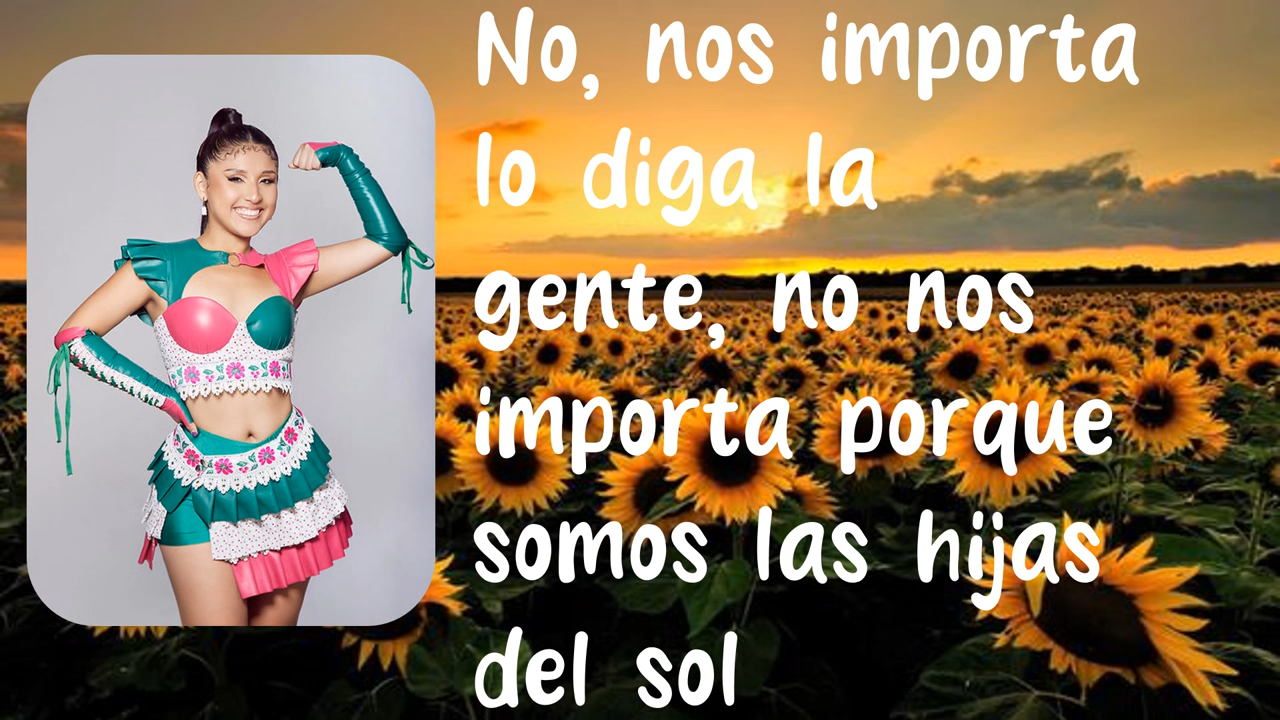 No, nos importa
lo diga la
gente, no nos
importa porque
somos las hijas
del sol